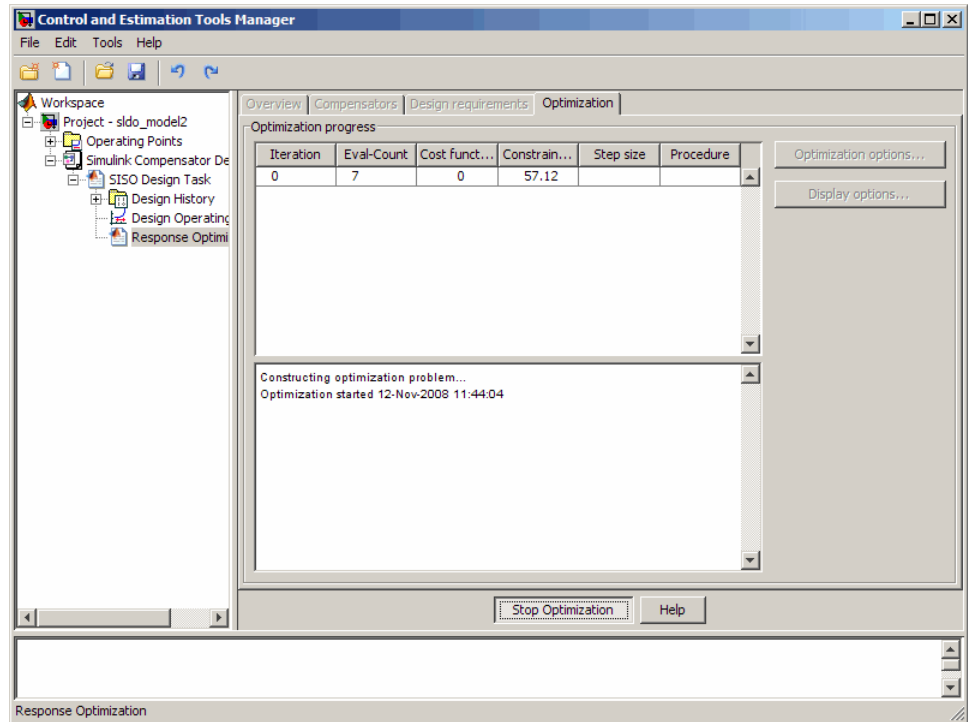 Control and Estimation Tools Manager
File Edit Tools Help
Workspace
Project - sldo_model2
Operating Points
Simulink Compensator De
SISO Design Task
Design History
Design Operating
Response Optimi
Overview Compensators Design requirements Optimization
Optimization progress
Iteration Eval-Count Cost funct... Constrain... Step size Procedure
0 7 0 57.12
Optimization options...
Display options...
Constructing optimization problem...
Optimization started 12-Nov-2008 11:44:04
Stop Optimization Help
Response Optimization